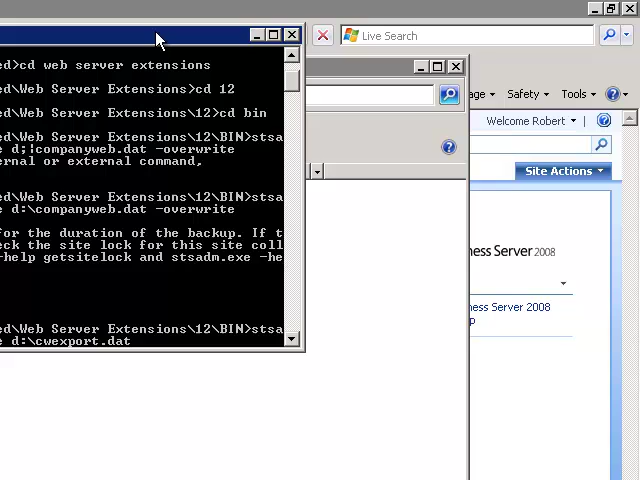 Live Search
ed>cd web server extensions
ed\Web Server Extensions>cd 12
ed\Web Server Extensions\12>cd bin
ed\Web Server Extensions\12\BIN>stsa
e d;!companyweb.dat -overwrite
ernal or external command,
ed\Web Server Extensions\12\BIN>stsa
e d:\companyweb.dat -overwrite
for the duration of the backup. If t
eck the site lock for this site coll
-help getsitelock and stsadm.exe -he
ed\Web Server Extensions\12\BIN>stsa
e d:\cwexport.dat
age
Safety
Tools
Welcome Robert
Site Actions
ness Server 2008
ness Server 2008
p